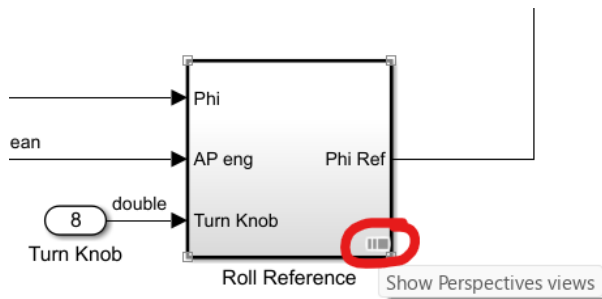 Phi
ean
AP eng
Phi Ref
double
8
Turn Knob
Turn Knob
Roll Reference
Show Perspectives views